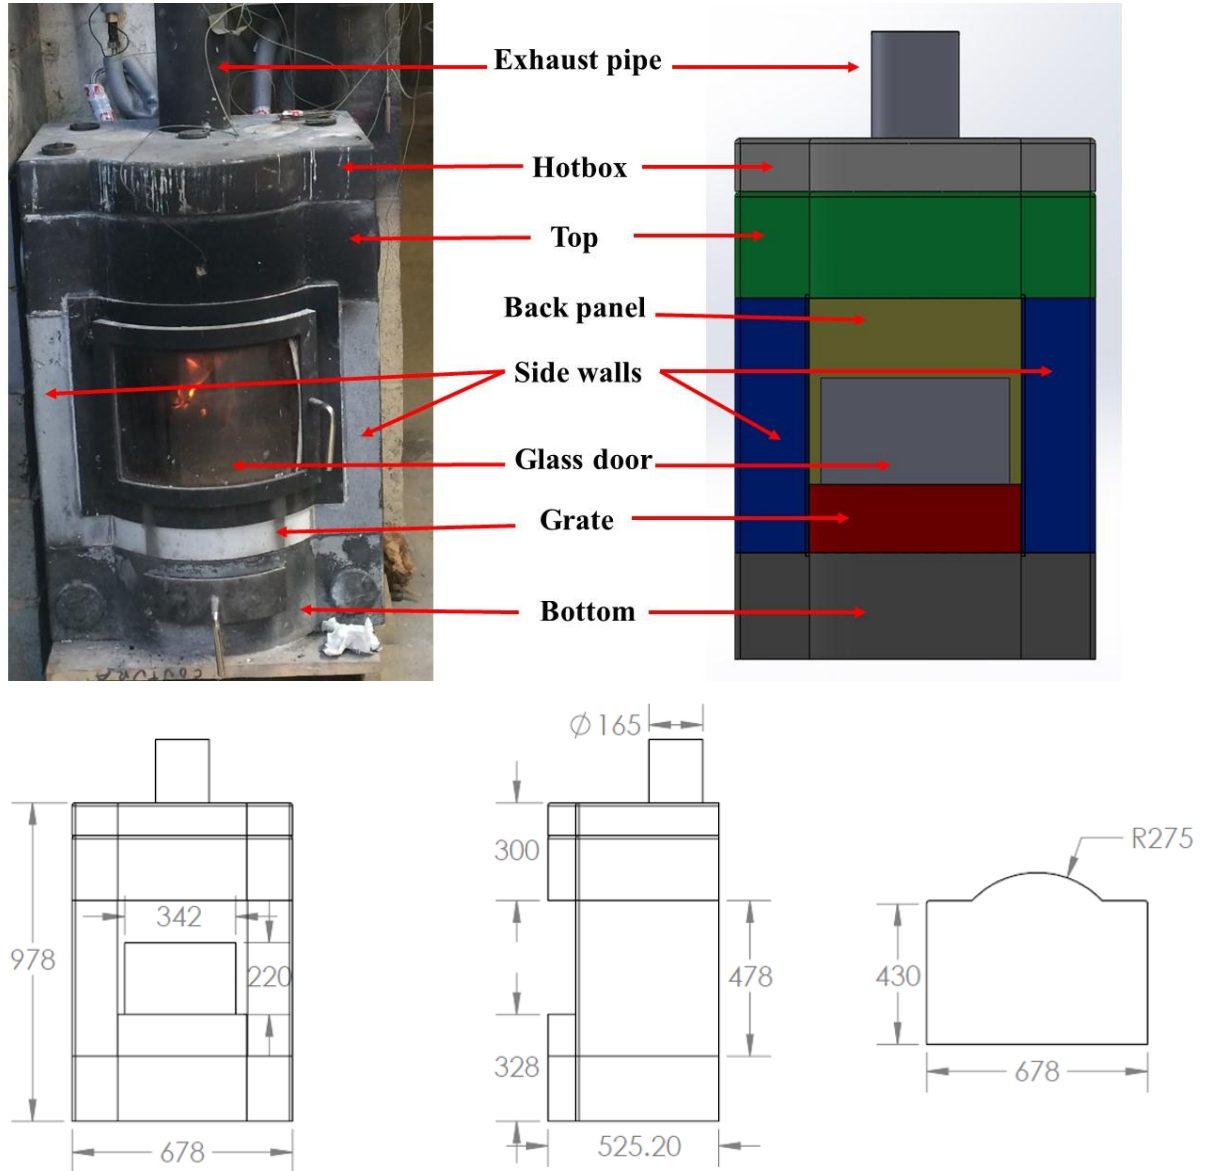 Exhaust pipe
Hotbox
Top
Back panel
Side walls
Glass door
Grate
Bottom
Ø 165
300
R275
342
978
220
478
430
328
678
678
525.20